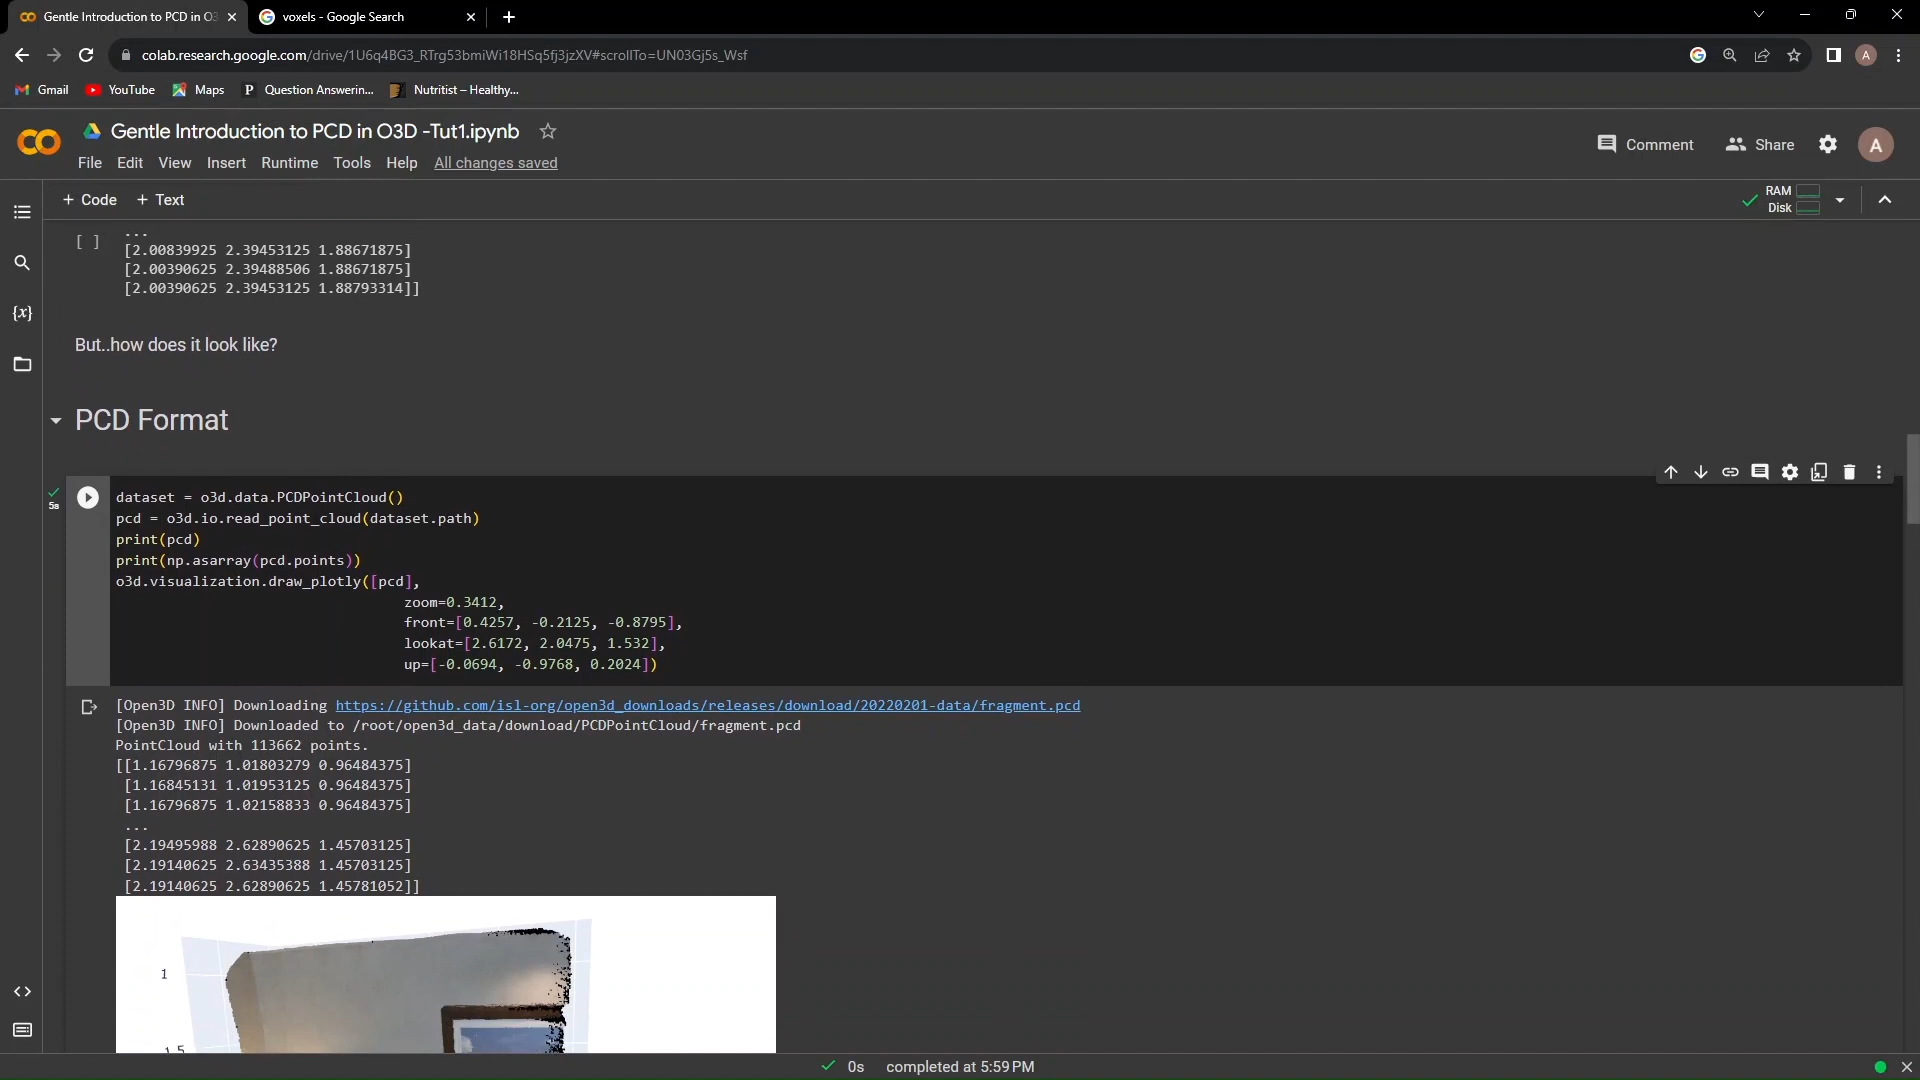 Gentle Introduction to PCD in O3
voxels - Google Search
colab.research.google.com/drive/1U6q4BG3_RTrg53bmiWi18HSq5fj3jzXV#scrollTo=UN03Gj5s_Wsf
A
Gmail YouTube Maps P Question Answerin... Nutritist – Healthy...
Gentle Introduction to PCD in O3D -Tut1.ipynb
Comment Share A
File Edit View Insert Runtime Tools Help All changes saved
+ Code + Text
RAM
Disk
{x}
[ ] ...
[2.00839925 2.39453125 1.88671875]
[2.00390625 2.39488506 1.88671875]
[2.00390625 2.39453125 1.88793314]]
But..how does it look like?
PCD Format
5s
dataset = o3d.data.PCDPointCloud()
pcd = o3d.io.read_point_cloud(dataset.path)
print(pcd)
print(np.asarray(pcd.points))
o3d.visualization.draw_plotly([pcd],
zoom=0.3412,
front=[0.4257, -0.2125, -0.8795],
lookat=[2.6172, 2.0475, 1.532],
up=[-0.0694, -0.9768, 0.2024])
[Open3D INFO] Downloading https://github.com/isl-org/open3d_downloads/releases/download/20220201-data/fragment.pcd
[Open3D INFO] Downloaded to /root/open3d_data/download/PCDPointCloud/fragment.pcd
PointCloud with 113662 points.
[[1.16796875 1.01803279 0.96484375]
[1.16845131 1.01953125 0.96484375]
[1.16796875 1.02158833 0.96484375]
...
[2.19495988 2.62890625 1.45703125]
[2.19140625 2.63435388 1.45703125]
[2.19140625 2.62890625 1.45781052]]
1
1.5
0s completed at 5:59 PM